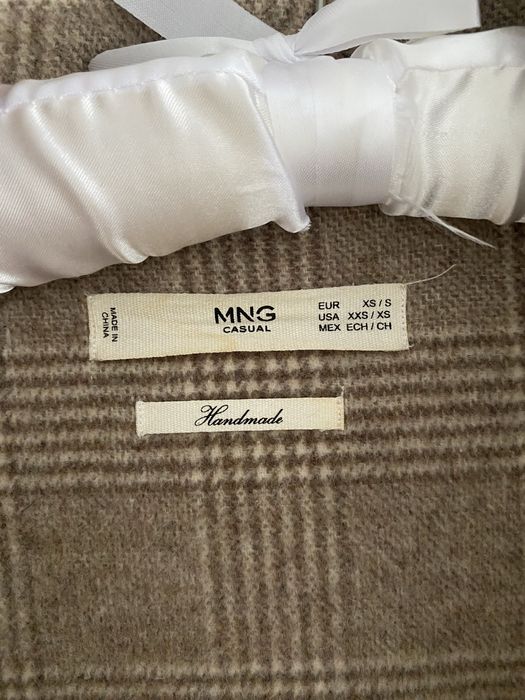 MADE IN
CHINA
MNG
CASUAL
EUR XS / S
USA XXS / XS
MEX ECH / CH
Handmade